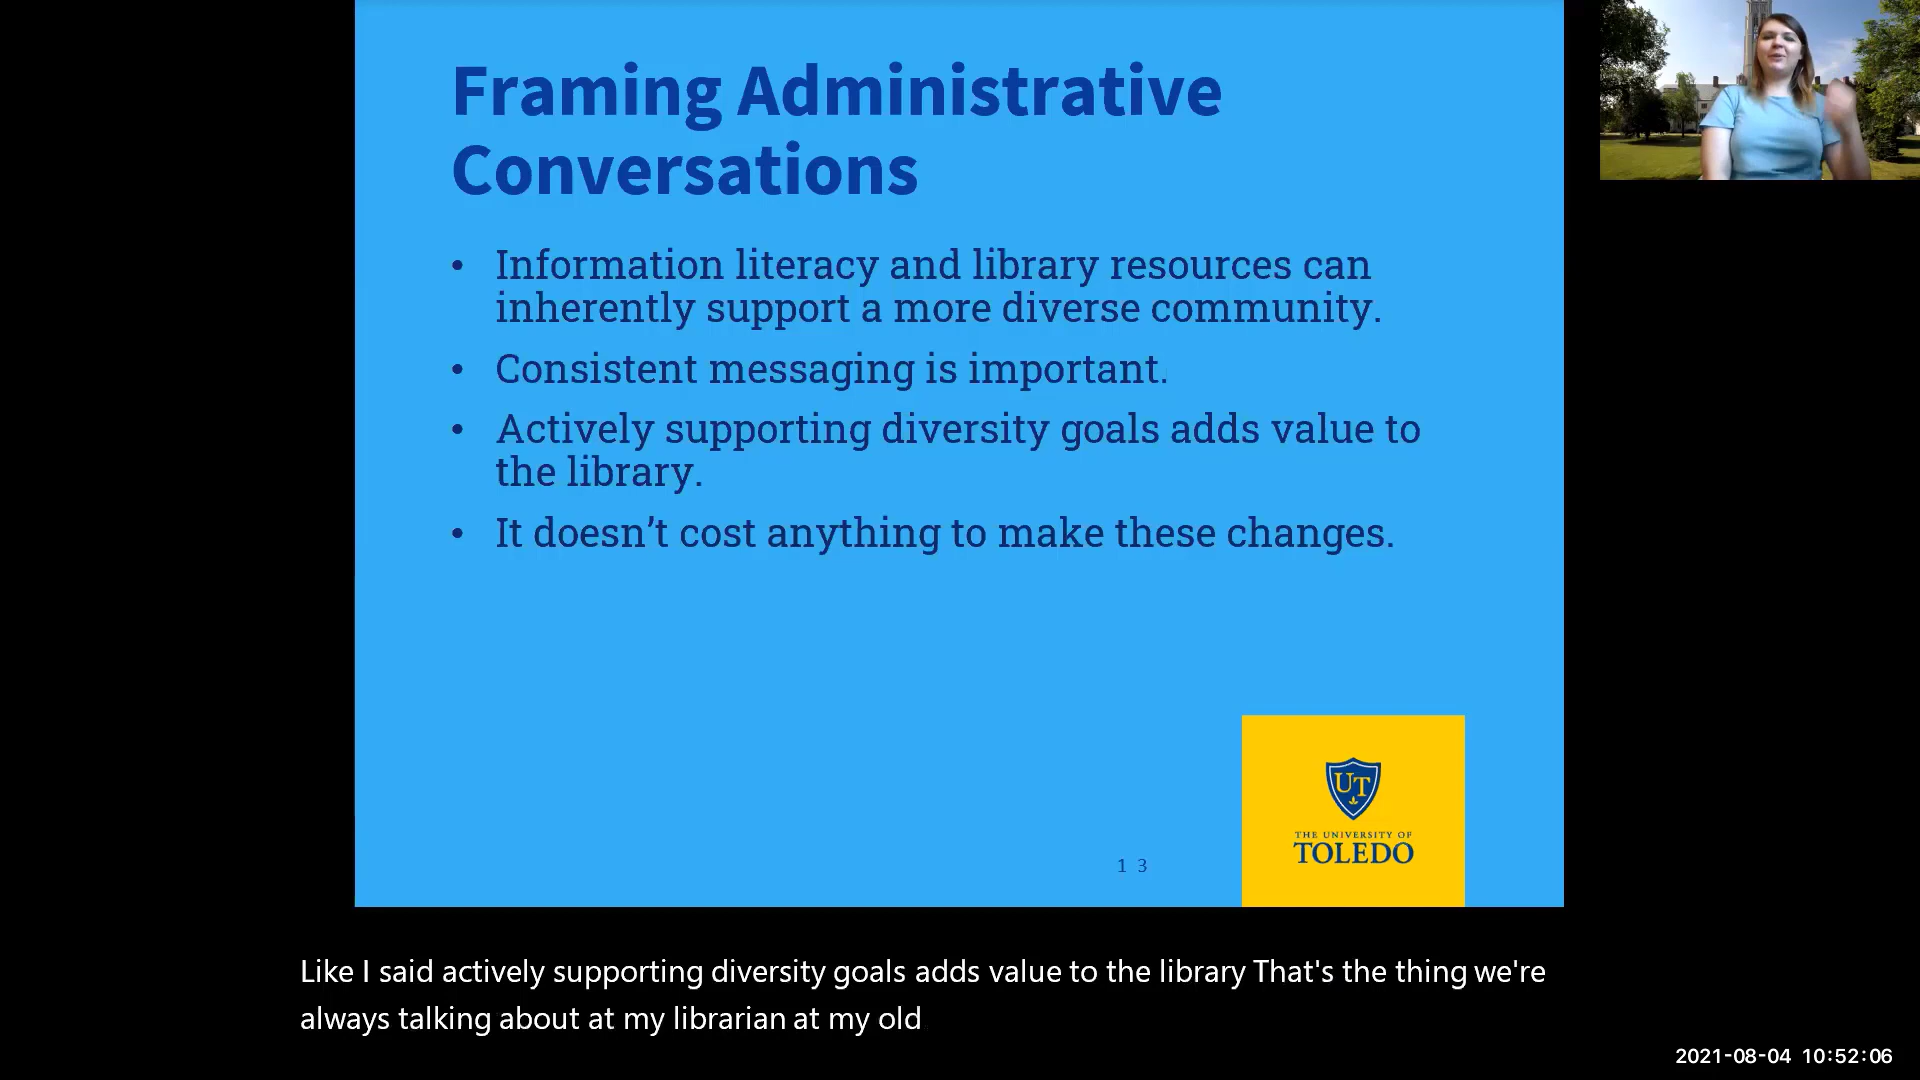 Framing Administrative
Conversations
• Information literacy and library resources can
inherently support a more diverse community.
• Consistent messaging is important.
• Actively supporting diversity goals adds value to
the library.
• It doesn’t cost anything to make these changes.
UT
THE UNIVERSITY OF
TOLEDO
13
Like I said actively supporting diversity goals adds value to the library That's the thing we're
always talking about at my librarian at my old
2021-08-04 10:52:06